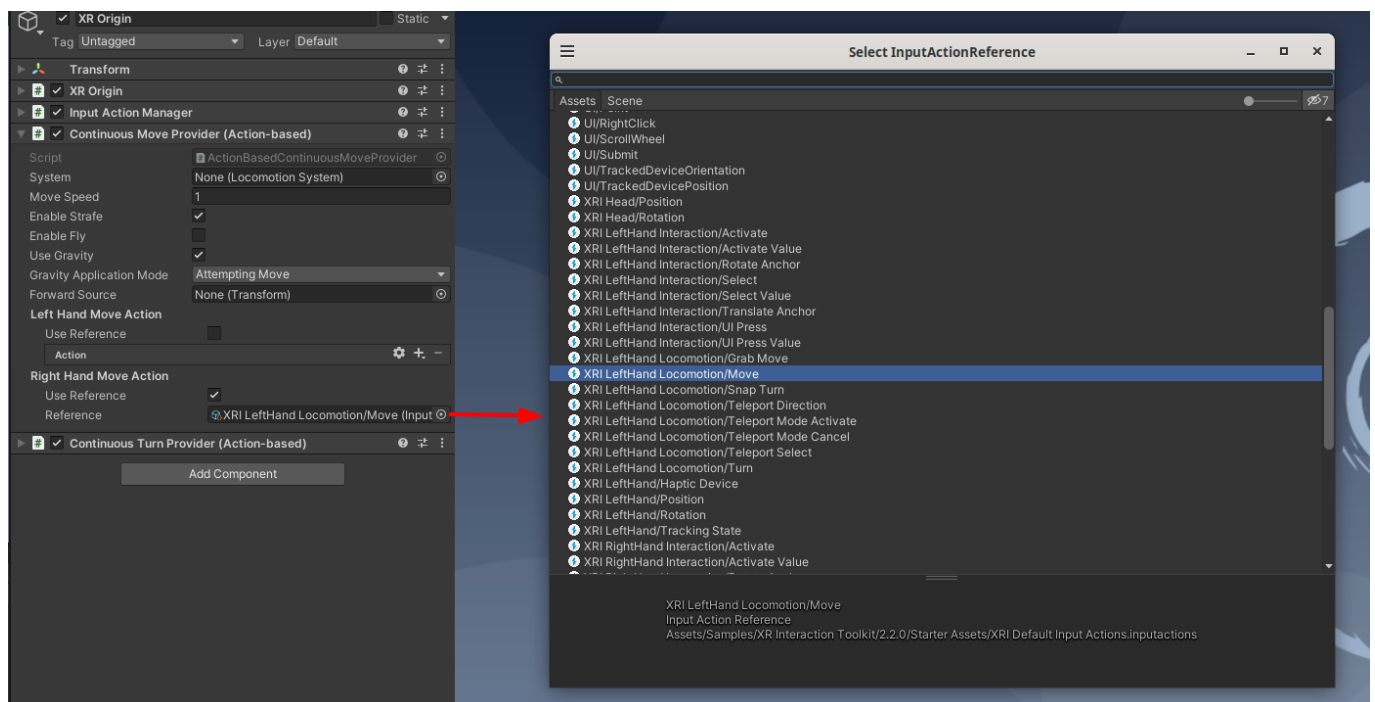 XR Origin
Static
Tag Untagged
Layer Default
Transform
XR Origin
Input Action Manager
Continuous Move Provider (Action-based)
Script ActionBasedContinuousMoveProvider
System None (Locomotion System)
Move Speed 1
Enable Strafe
Enable Fly
Use Gravity
Gravity Application Mode Attempting Move
Forward Source None (Transform)
Left Hand Move Action
Use Reference
Action
Right Hand Move Action
Use Reference
Reference XRI LeftHand Locomotion/Move (Input
Continuous Turn Provider (Action-based)
Add Component
Select InputActionReference
Assets Scene
7
UI/RightClick
UI/ScrollWheel
UI/Submit
UI/TrackedDeviceOrientation
UI/TrackedDevicePosition
XRI Head/Position
XRI Head/Rotation
XRI LeftHand Interaction/Activate
XRI LeftHand Interaction/Activate Value
XRI LeftHand Interaction/Rotate Anchor
XRI LeftHand Interaction/Select
XRI LeftHand Interaction/Select Value
XRI LeftHand Interaction/Translate Anchor
XRI LeftHand Interaction/UI Press
XRI LeftHand Interaction/UI Press Value
XRI LeftHand Locomotion/Grab Move
XRI LeftHand Locomotion/Move
XRI LeftHand Locomotion/Snap Turn
XRI LeftHand Locomotion/Teleport Direction
XRI LeftHand Locomotion/Teleport Mode Activate
XRI LeftHand Locomotion/Teleport Mode Cancel
XRI LeftHand Locomotion/Teleport Select
XRI LeftHand Locomotion/Turn
XRI LeftHand/Haptic Device
XRI LeftHand/Position
XRI LeftHand/Rotation
XRI LeftHand/Tracking State
XRI RightHand Interaction/Activate
XRI RightHand Interaction/Activate Value
XRI LeftHand Locomotion/Move
Input Action Reference
Assets/Samples/XR Interaction Toolkit/2.2.0/Starter Assets/XRI Default Input Actions.inputactions